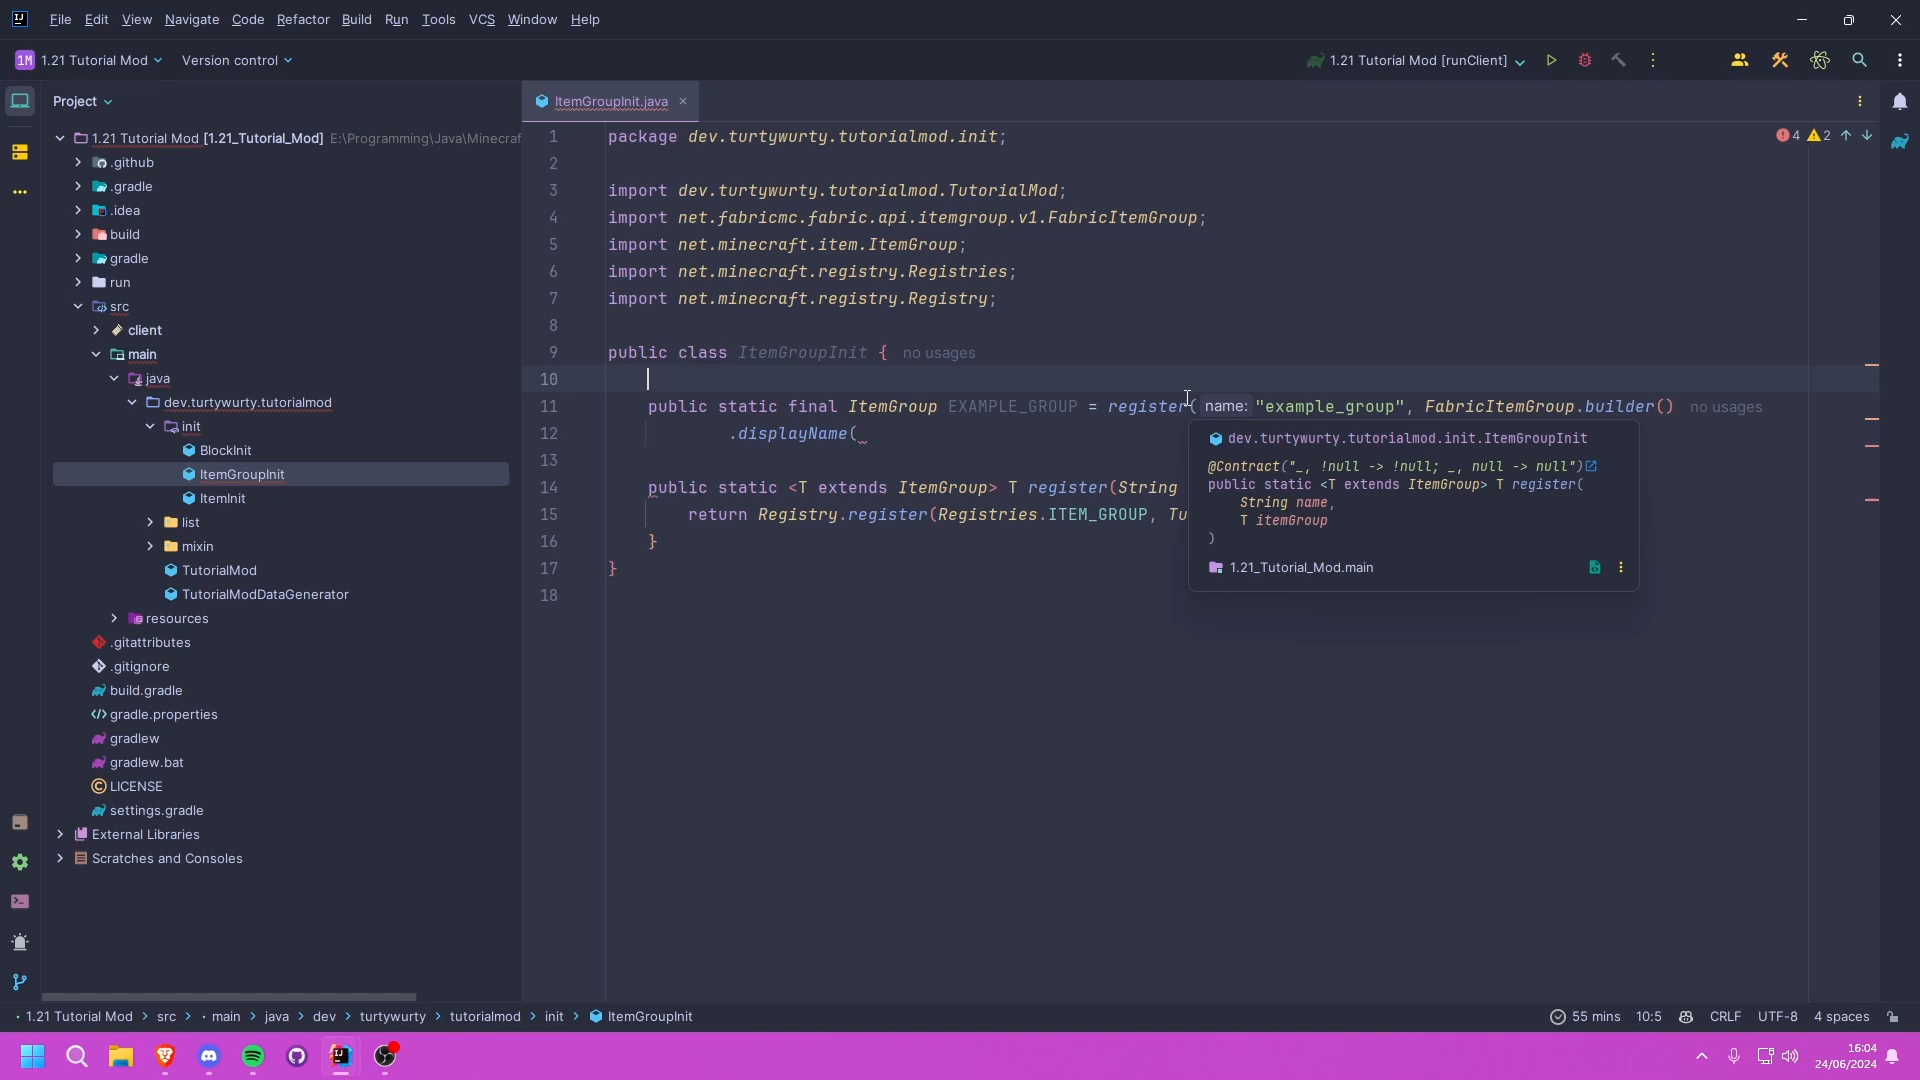 File Edit View Navigate Code Refactor Build Run Tools VCS Window Help
1M 1.21 Tutorial Mod Version control 1.21 Tutorial Mod [runClient]
Project
1.21 Tutorial Mod [1.21_Tutorial_Mod] E:\Programming\Java\Minecraf
.github
.gradle
.idea
build
gradle
run
src
client
main
java
dev.turtywurty.tutorialmod
init
BlockInit
ItemGroupInit
ItemInit
list
mixin
TutorialMod
TutorialModDataGenerator
resources
.gitattributes
.gitignore
build.gradle
gradle.properties
gradlew
gradlew.bat
LICENSE
settings.gradle
External Libraries
Scratches and Consoles
ItemGroupInit.java
4 2
1 package dev.turtywurty.tutorialmod.init;
2
3 import dev.turtywurty.tutorialmod.TutorialMod;
4 import net.fabricmc.fabric.api.itemgroup.v1.FabricItemGroup;
5 import net.minecraft.item.ItemGroup;
6 import net.minecraft.registry.Registries;
7 import net.minecraft.registry.Registry;
8
9 public class ItemGroupInit { no usages
10
11 public static final ItemGroup EXAMPLE_GROUP = register( name: "example_group", FabricItemGroup.builder() no usages
12 .displayName(
13
14 public static <T extends ItemGroup> T register(String
15 return Registry.register(Registries.ITEM_GROUP, Tu
16 }
17 }
18
dev.turtywurty.tutorialmod.init.ItemGroupInit
@Contract("_, !null -> !null; _, null -> null")
public static <T extends ItemGroup> T register(
String name,
T itemGroup
)
1.21_Tutorial_Mod.main
1.21 Tutorial Mod > src > main > java > dev > turtywurty > tutorialmod > init > ItemGroupInit
55 mins 10:5 CRLF UTF-8 4 spaces
16:04
24/06/2024